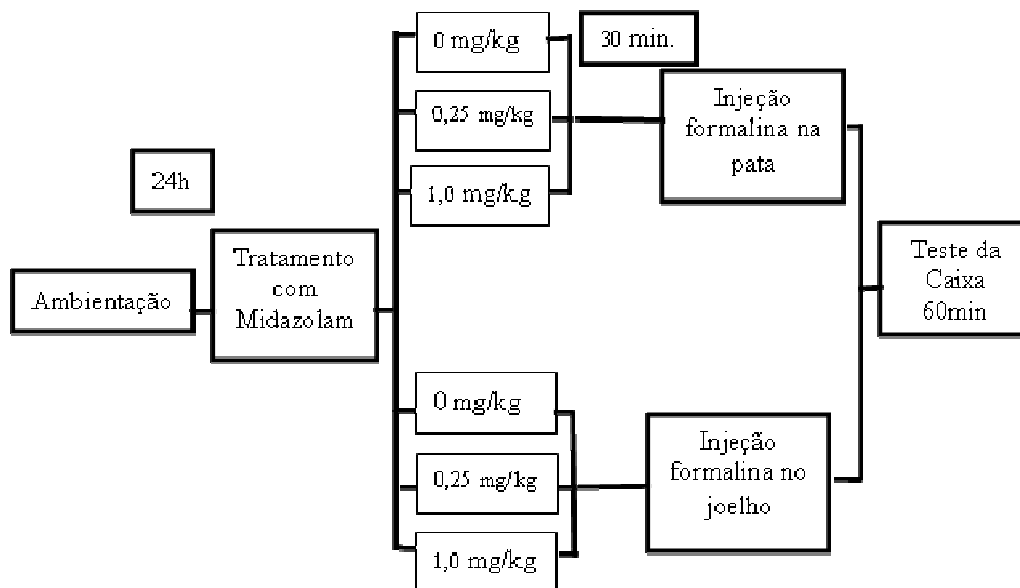 24h
Ambientação
Tratamento
com
Midazolam
0 mg/kg
0,25 mg/kg
1,0 mg/kg
30 min.
Injeção
formalina na
pata
0 mg/kg
0,25 mg/kg
1,0 mg/kg
Injeção
formalina no
joelho
Teste da
Caixa
60min